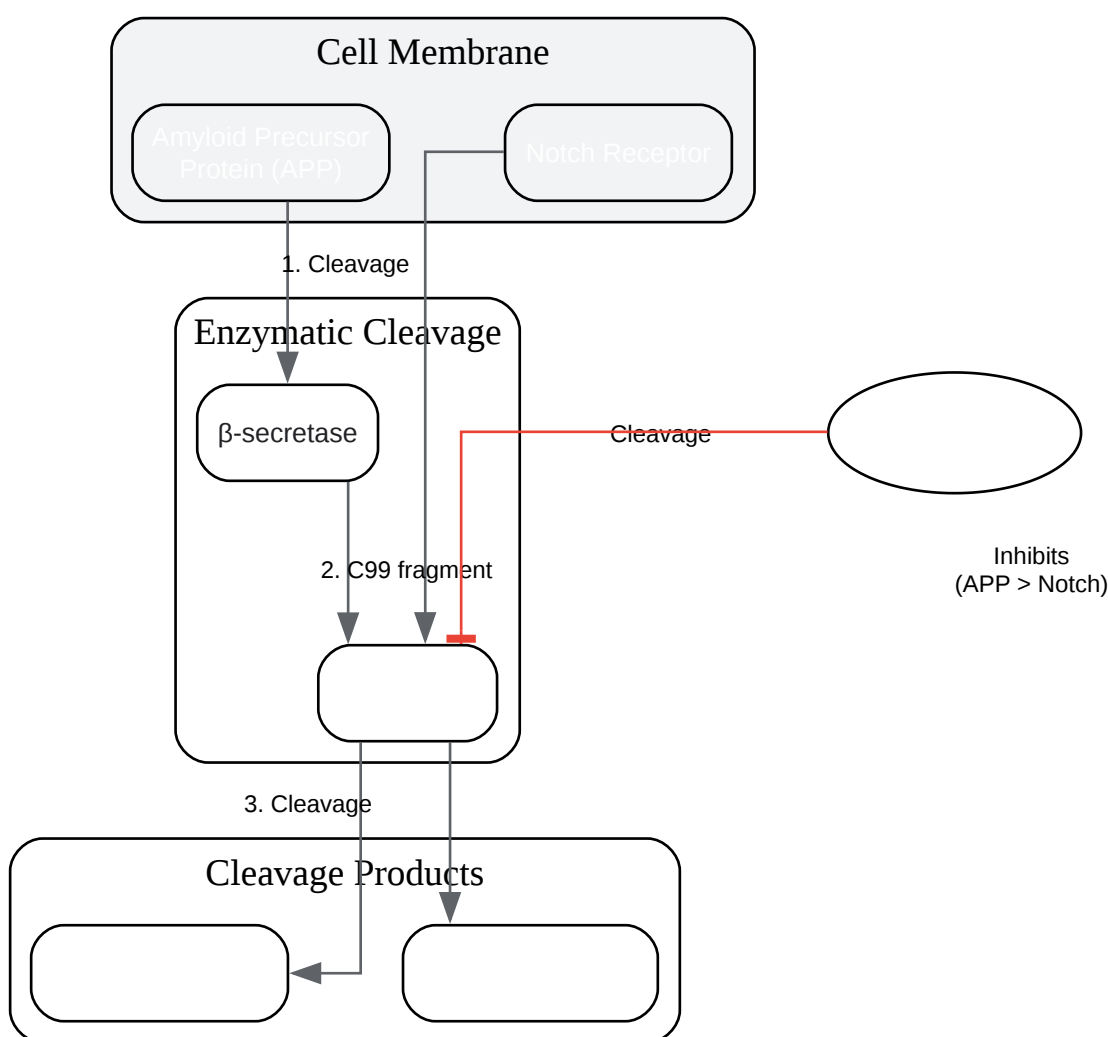 Cell Membrane
Amyloid Precursor
Protein (APP)
Notch Receptor
1. Cleavage
Enzymatic Cleavage
β-secretase
Cleavage
2. C99 fragment
Inhibits
(APP > Notch)
3. Cleavage
Cleavage Products